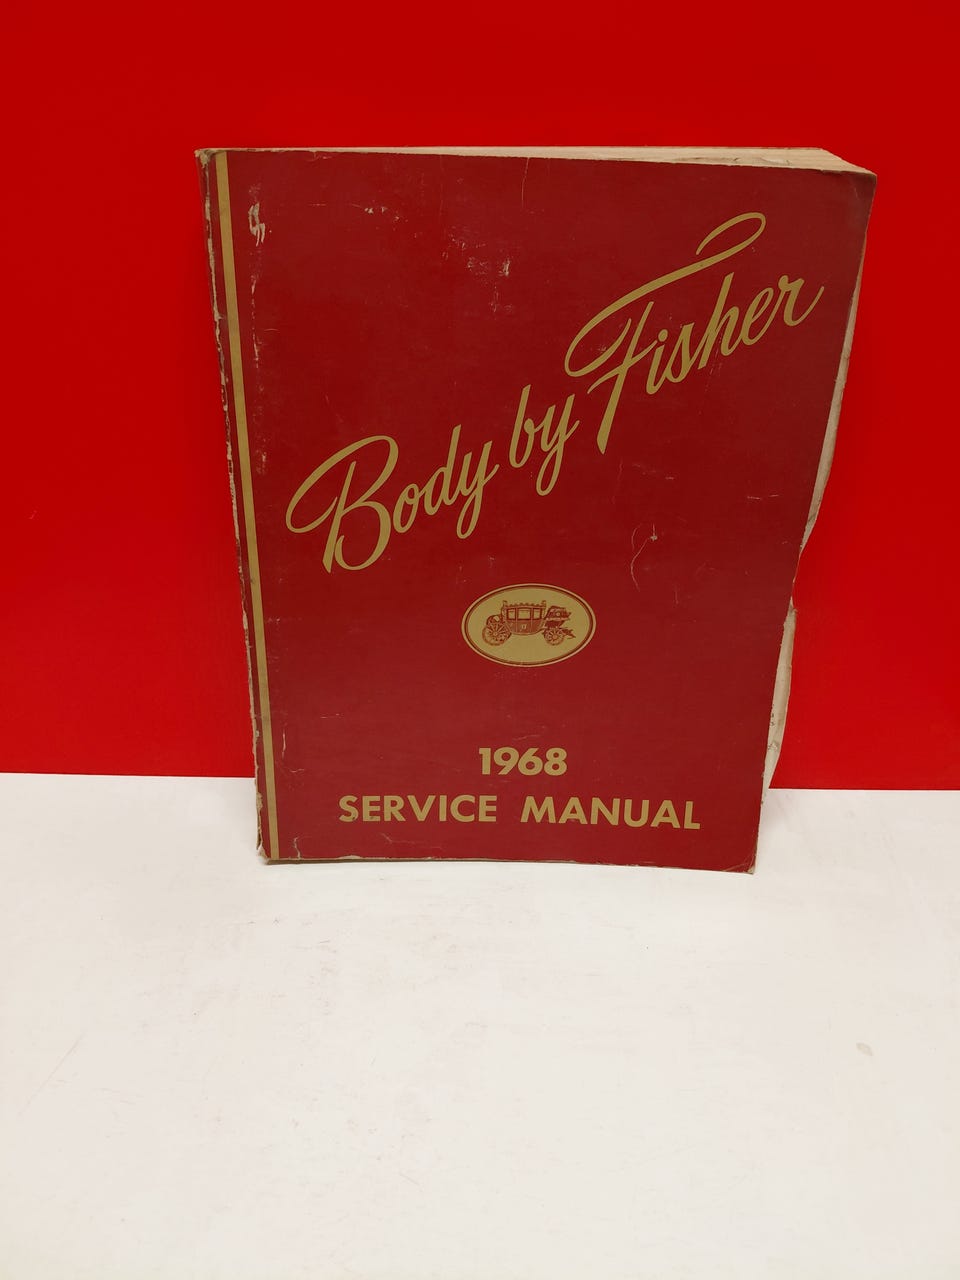 Body by Fisher
1968
SERVICE MANUAL